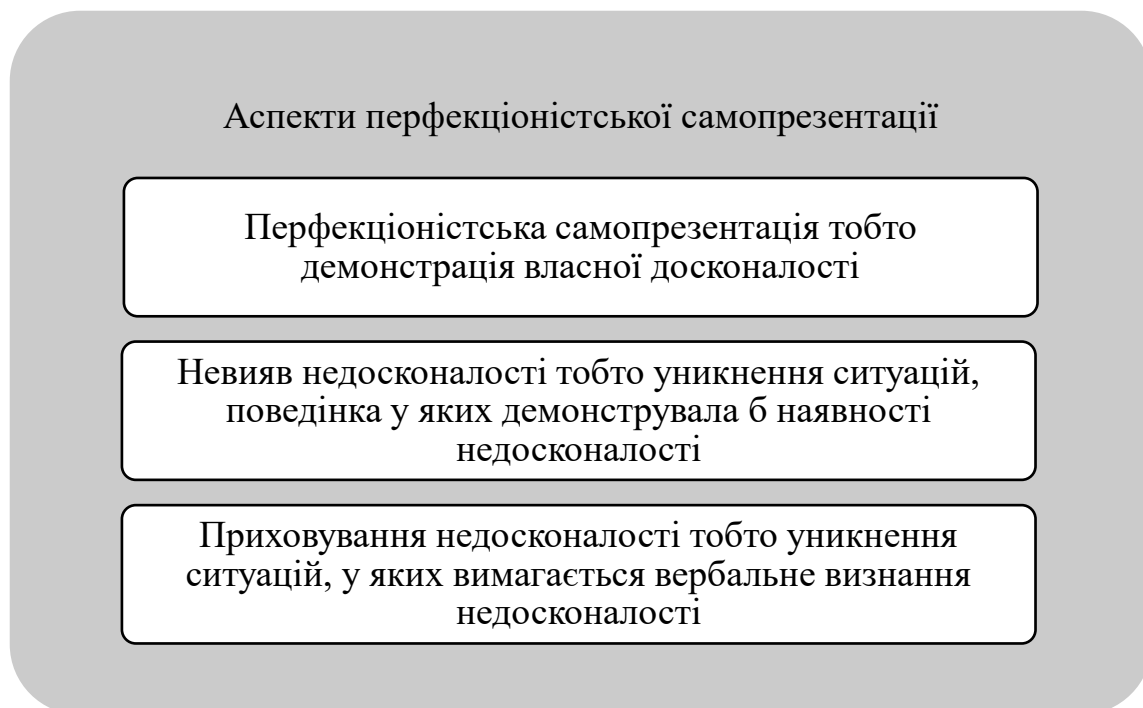 Аспекти перфекціоністської самопрезентації
Перфекціоністська самопрезентація тобто
демонстрація власної досконалості
Невияв недосконалості тобто уникнення ситуацій,
поведінка у яких демонструвала б наявності
недосконалості
Приховування недосконалості тобто уникнення
ситуацій, у яких вимагається вербальне визнання
недосконалості